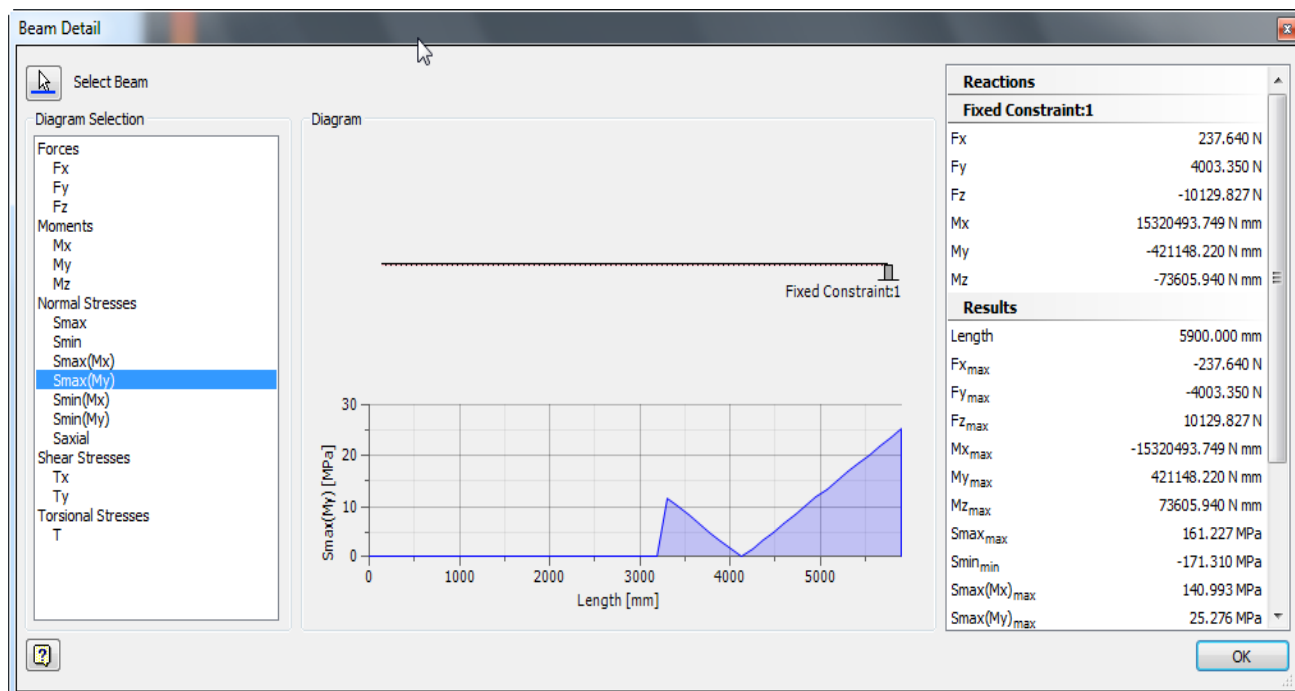 Beam Detail
Select Beam
Diagram Selection
Forces
Fx
Fy
Fz
Moments
Mx
My
Mz
Normal Stresses
Smax
Smin
Smax(Mx)
Smax(My)
Smin(Mx)
Smin(My)
Saxial
Shear Stresses
Tx
Ty
Torsional Stresses
T
Diagram
Fixed Constraint:1
Smax(My) [MPa]
30
20
10
0
0 1000 2000 3000 4000 5000
Length [mm]
Reactions
Fixed Constraint:1
Fx 237.640 N
Fy 4003.350 N
Fz -10129.827 N
Mx 15320493.749 N mm
My -421148.220 N mm
Mz -73605.940 N mm
Results
Length 5900.000 mm
Fxmax -237.640 N
Fymax -4003.350 N
Fzmax 10129.827 N
Mxmax -15320493.749 N mm
Mymax 421148.220 N mm
Mzmax 73605.940 N mm
Smaxmax 161.227 MPa
Sminmin -171.310 MPa
Smax(Mx)max 140.993 MPa
Smax(My)max 25.276 MPa
OK